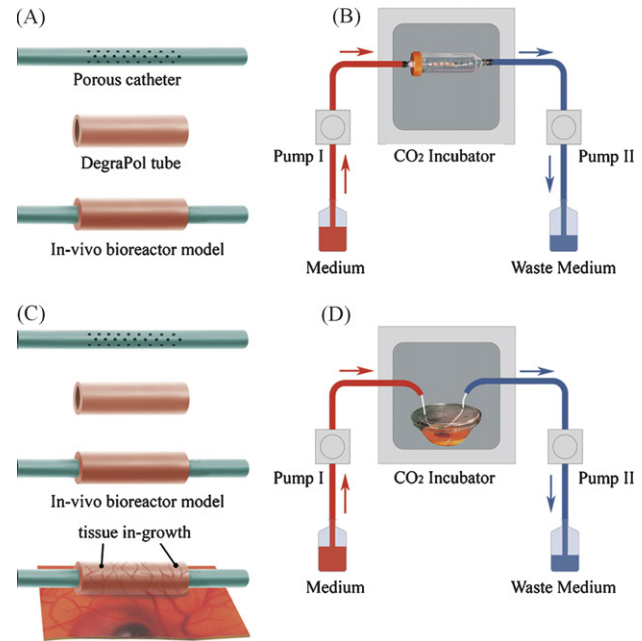 (A)
Porous catheter
DegraPol tube
In-vivo bioreactor model
(B)
Pump I
CO₂ Incubator
Pump II
Medium
Waste Medium
(C)
In-vivo bioreactor model
tissue in-growth
(D)
Pump I
CO₂ Incubator
Pump II
Medium
Waste Medium